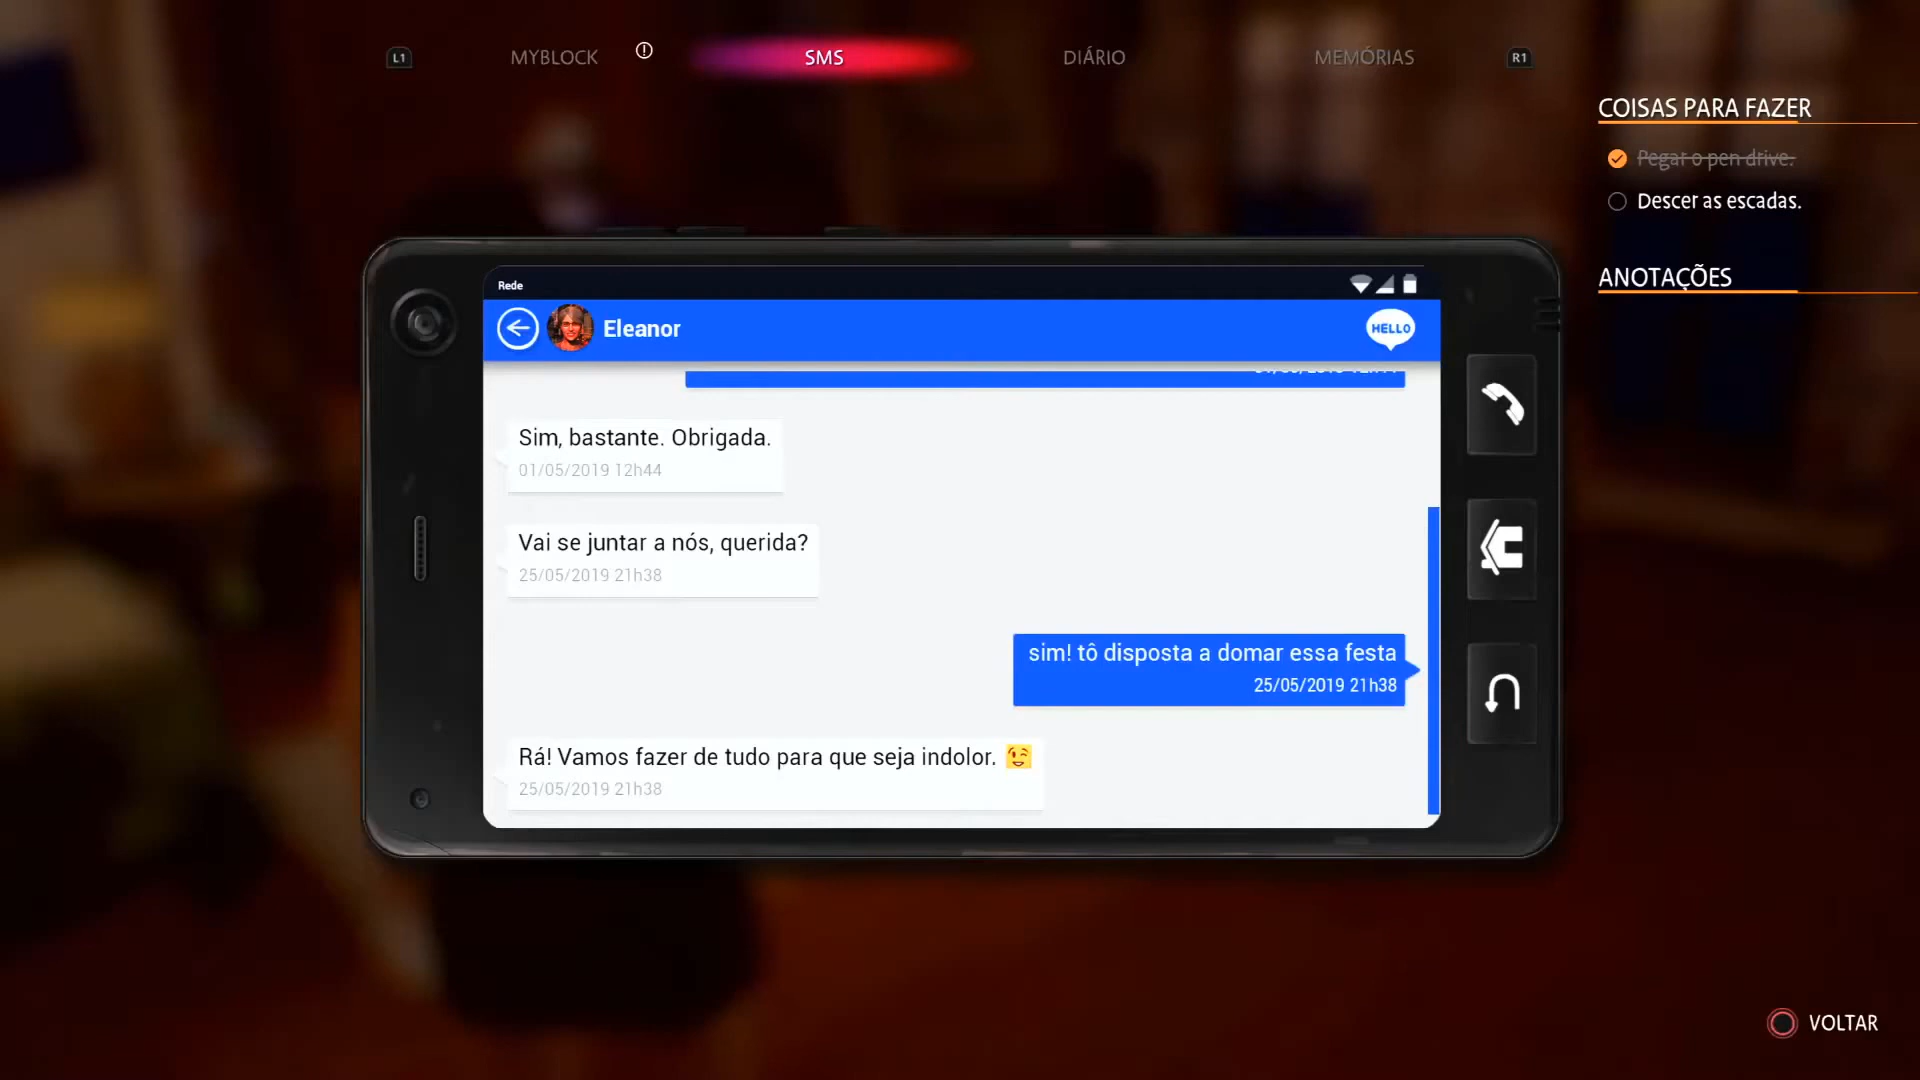 L1
MYBLOCK
SMS
DIÁRIO
MEMÓRIAS
R1
COISAS PARA FAZER
Pegar o pen drive.
Descer as escadas.
ANOTAÇÕES
Rede
Eleanor
HELLO
Sim, bastante. Obrigada.
01/05/2019 12h44
Vai se juntar a nós, querida?
25/05/2019 21h38
sim! tô disposta a domar essa festa
25/05/2019 21h38
Rá! Vamos fazer de tudo para que seja indolor. 😉
25/05/2019 21h38
VOLTAR